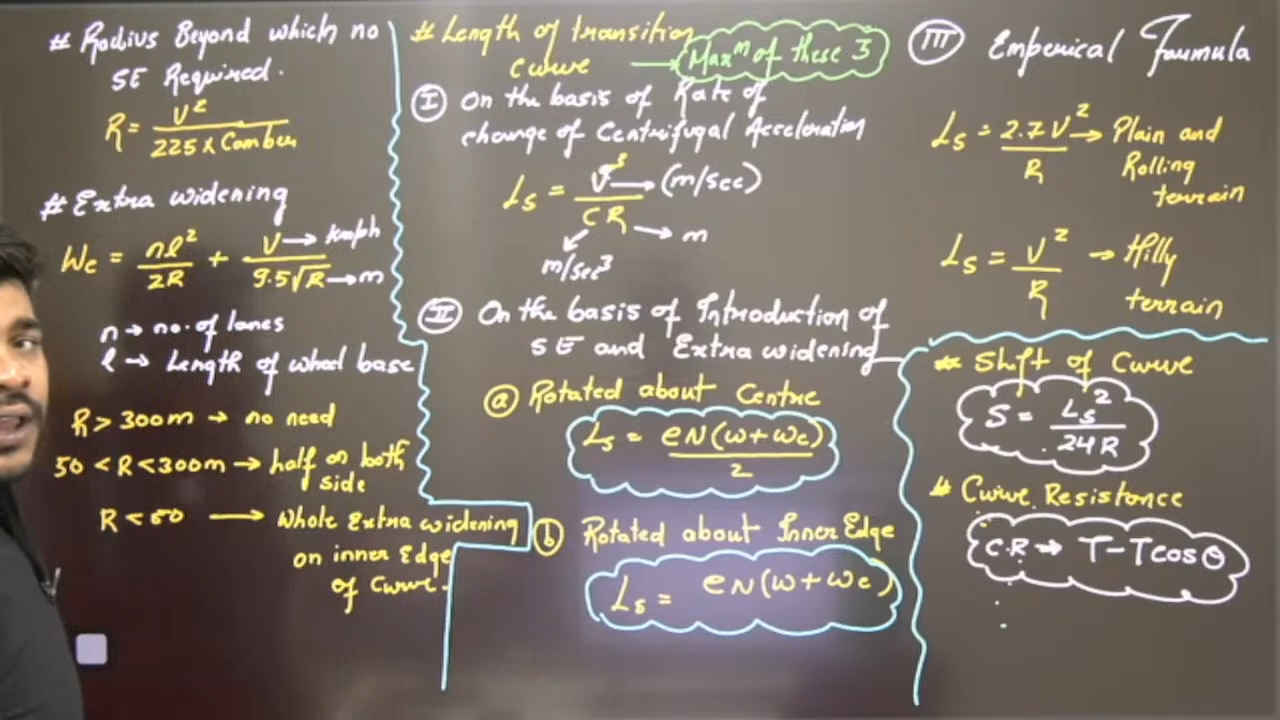 # Radius Beyond which no
SE Required.
R = V² / 225 x Camber
# Extra widening
We = nl² / 2R + V / 9.5√R
V → kmph
R → m
n → no. of lanes
l → Length of wheel base
R > 300m → no need
50 < R < 300m → half on both
side
R < 50 → Whole Extra widening
on inner Edge
of Curve.
# Length of transition
Curve → Maxᵐ of these 3
I On the basis of Rate of
change of Centrifugal Acceleration
Ls = v³ / CR
v → (m/sec)
C → m/sec³
R → m
II On the basis of Introduction of
SE and Extra widening
a Rotated about Centre
Ls = eN(w+we) / 2
b Rotated about Inner Edge
Ls = eN(w+we)
III Emperical Faumula
Ls = 2.7V² / R → Plain and
Rolling
terrain
Ls = V² / R → Hilly
terrain
# Shift of Curve
S = Ls² / 24R
# Curve Resistance
C.R → T-Tcosθ